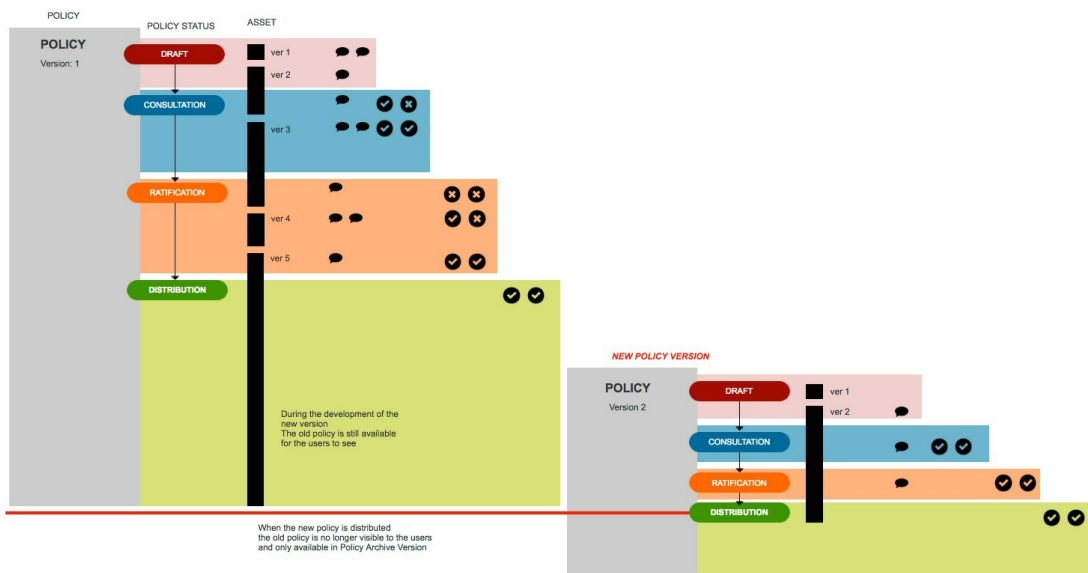 POLICY
POLICY STATUS
ASSET
POLICY
Version: 1
DRAFT
ver 1
ver 2
CONSULTATION
ver 3
RATIFICATION
ver 4
ver 5
DISTRIBUTION
During the development of the
new version
The old policy is still available
for the users to see
NEW POLICY VERSION
POLICY
Version 2
DRAFT
ver 1
ver 2
CONSULTATION
RATIFICATION
DISTRIBUTION
When the new policy is distributed
the old policy is no longer visible to the users
and only available in Policy Archive Version